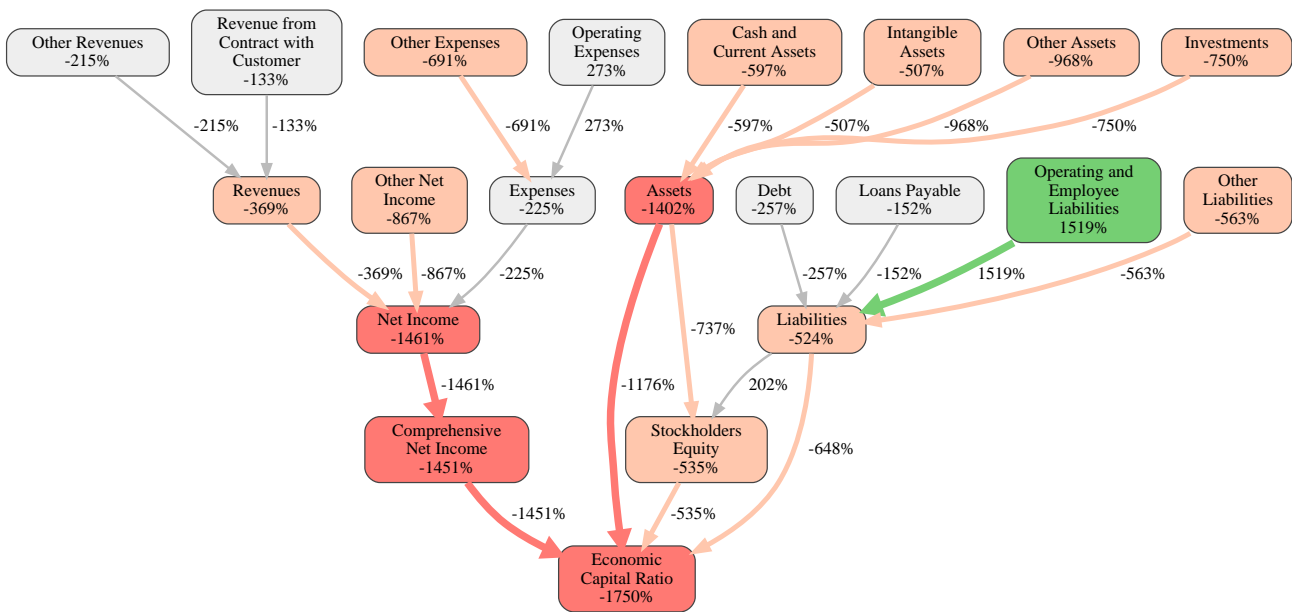 Other Revenues
-215%
Revenue from
Contract with
Customer
-133%
Other Expenses
-691%
Operating
Expenses
273%
Cash and
Current Assets
-597%
Intangible
Assets
-507%
Other Assets
-968%
Investments
-750%
-215%
-133%
-691%
273%
-597%
-507%
-968%
-750%
Revenues
-369%
Other Net
Income
-867%
Expenses
-225%
Assets
-1402%
Debt
-257%
Loans Payable
-152%
Operating and
Employee
Liabilities
1519%
Other
Liabilities
-563%
-369%
-867%
-225%
-257%
-152%
1519%
-563%
Net Income
-1461%
-737%
Liabilities
-524%
-1461%
-1176%
202%
-648%
Comprehensive
Net Income
-1451%
Stockholders
Equity
-535%
-1451%
-535%
Economic
Capital Ratio
-1750%